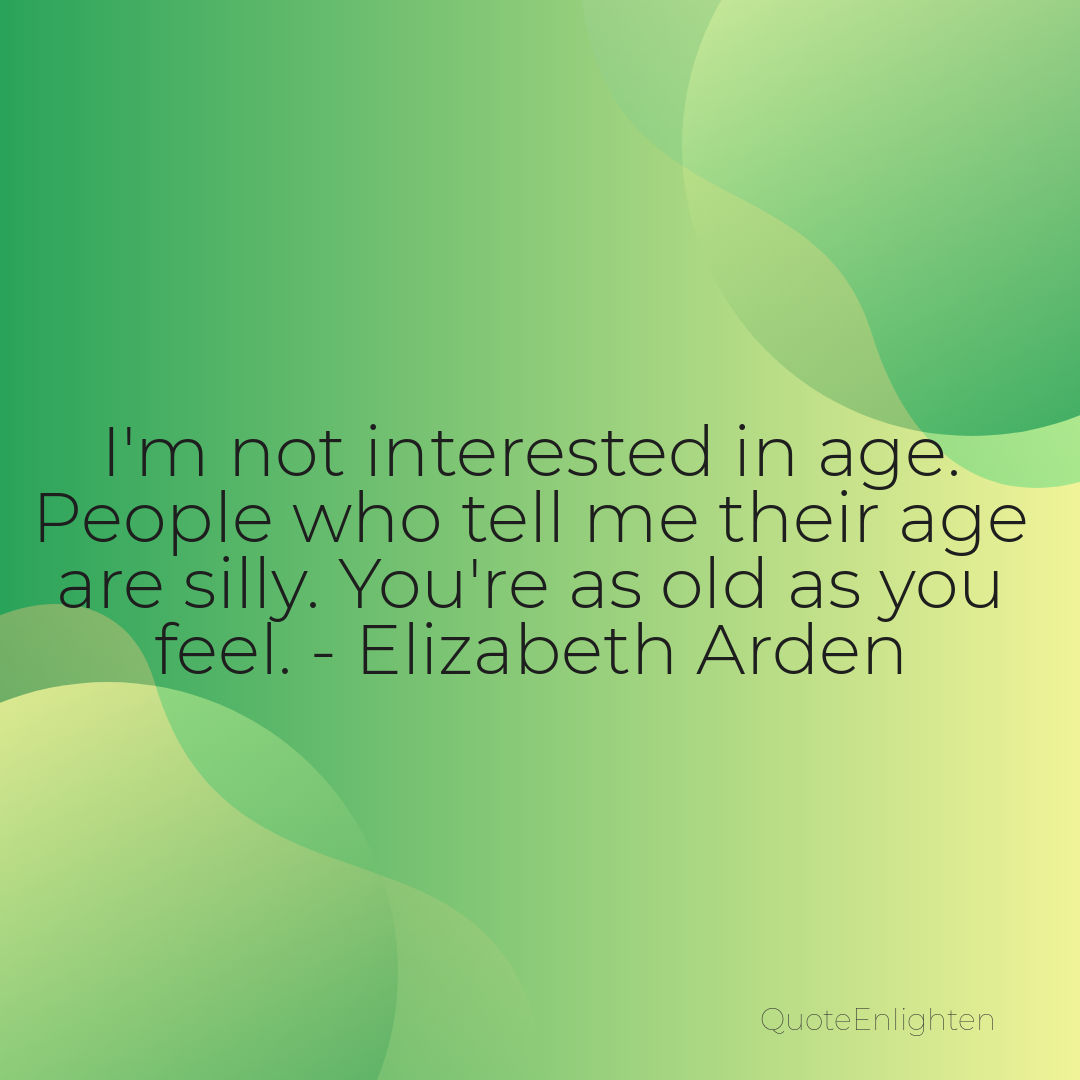 I'm not interested in age.
People who tell me their age
are silly. You're as old as you
feel. - Elizabeth Arden
QuoteEnlighten